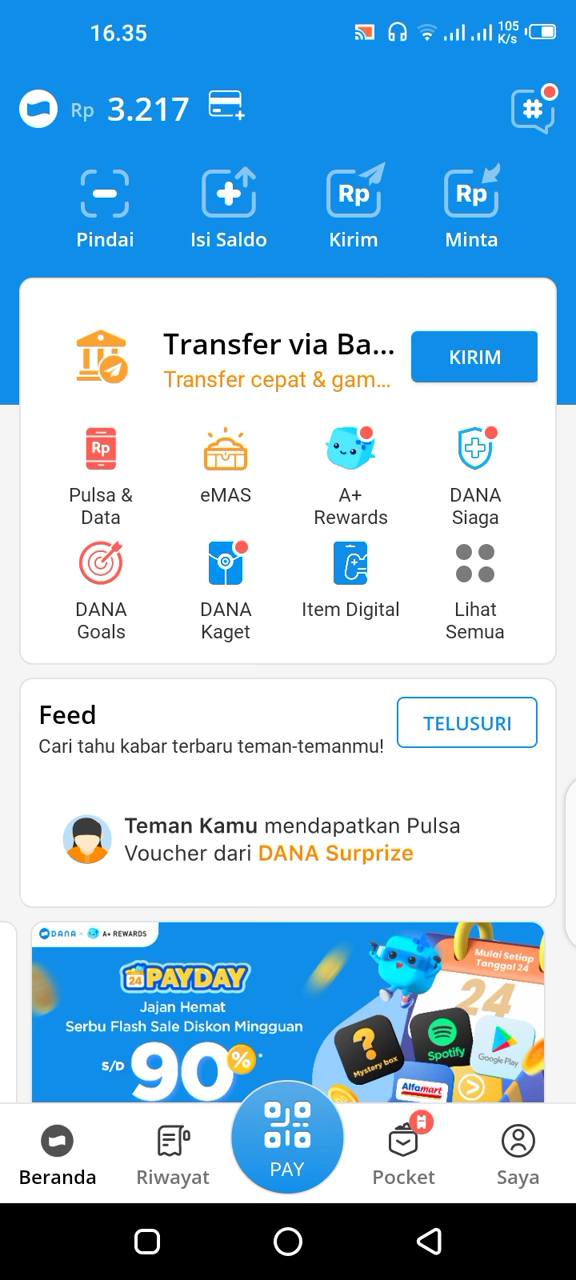 16.35
105
K/s
Rp 3.217
#
Pindai
Isi Saldo
Rp
Kirim
Rp
Minta
Transfer via Ba...
Transfer cepat & gam...
KIRIM
Rp
Pulsa &
Data
eMAS
A+
Rewards
DANA
Siaga
DANA
Goals
DANA
Kaget
Item Digital
Lihat
Semua
Feed
Cari tahu kabar terbaru teman-temanmu!
TELUSURI
Teman Kamu mendapatkan Pulsa
Voucher dari DANA Surprize
DANA × A+ REWARDS
24 PAYDAY
Jajan Hemat
Serbu Flash Sale Diskon Mingguan
S/D 90%*
Mulai Setiap
Tanggal 24
24
?
Mystery box
Spotify
Google Play
Alfamart
PAY
Beranda
Riwayat
Pocket
Saya